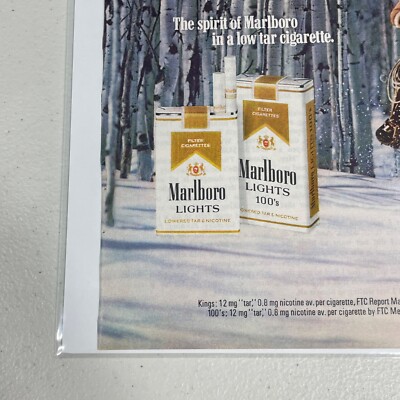 The spirit of Marlboro
in a low tar cigarette.
FILTER
CIGARETTES
Marlboro
LIGHTS
LOWERED TAR & NICOTINE
FILTER
CIGARETTES
Marlboro
LIGHTS
100's
LOWERED TAR & NICOTINE
Kings: 12 mg "tar," 0.8 mg nicotine av. per cigarette, FTC Report
100's: 12 mg "tar," 0.8 mg nicotine av. per cigarette by FTC